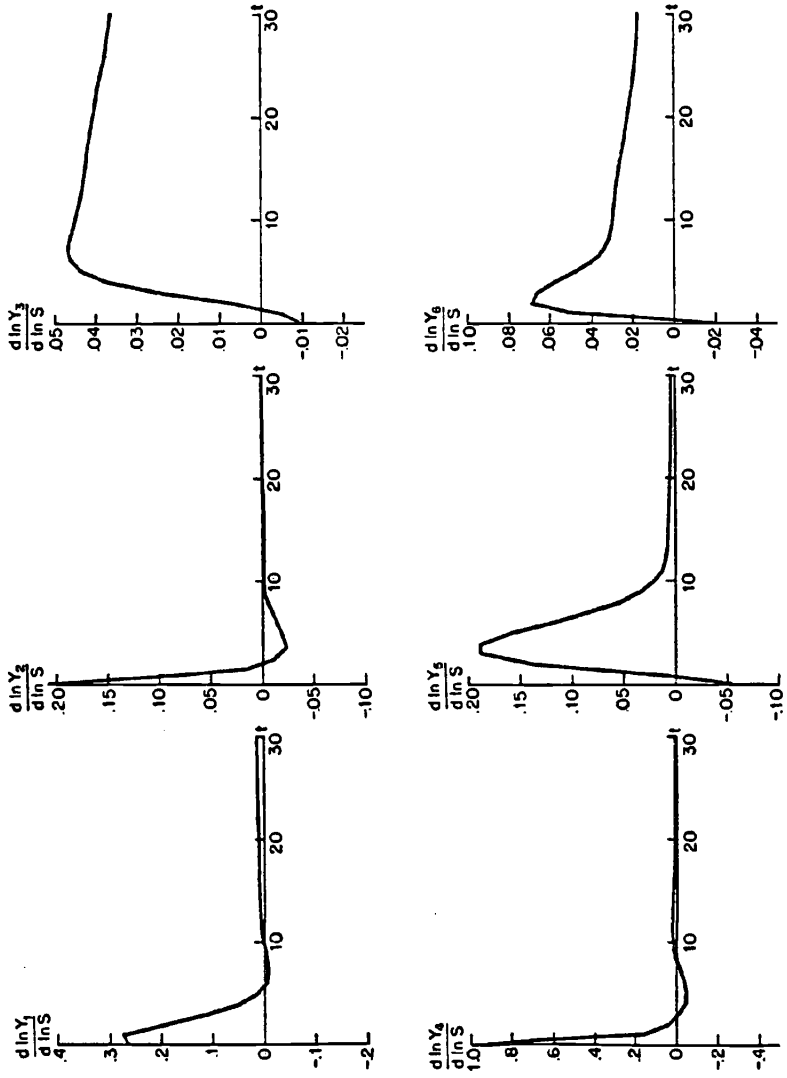 d ln Y₁
d ln S
.4
.3
.2
.1
0
-.1
-.2
10 20 30 t
d ln Y₂
d ln S
.20
.15
.10
.05
0
-.05
-.10
10 20 30 t
d ln Y₃
d ln S
.05
.04
.03
.02
.01
0
-.01
-.02
10 20 30 t
d ln Y₄
d ln S
1.0
.8
.6
.4
.2
0
-.2
-.4
10 20 30 t
d ln Y₅
d ln S
.20
.15
.10
.05
0
-.05
-.10
10 20 30 t
d ln Y₆
d ln S
.10
.08
.06
.04
.02
0
-.02
-.04
10 20 30 t